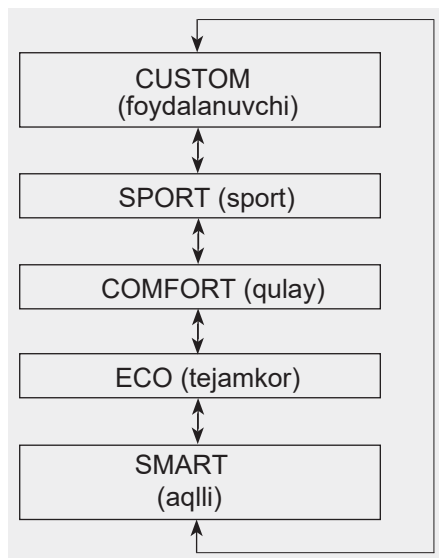 CUSTOM
(foydalanuvchi)
SPORT (sport)
COMFORT (qulay)
ECO (tejamkor)
SMART
(aqlli)